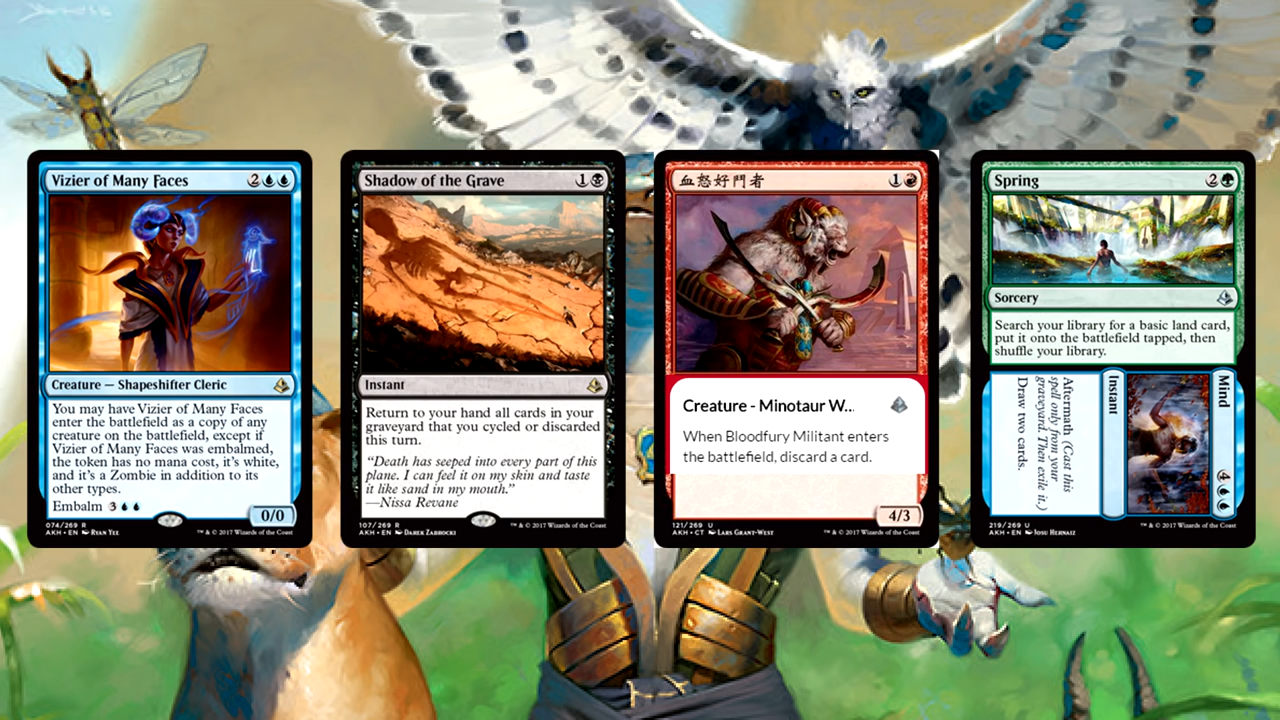 Vizier of Many Faces 2
Creature — Shapeshifter Cleric
You may have Vizier of Many Faces
enter the battlefield as a copy of any
creature on the battlefield, except if
Vizier of Many Faces was embalmed,
the token has no mana cost, it's white,
and it's a Zombie in addition to its
other types.
Embalm 3
0/0
074/269 R
AKH • EN Ryan Yee
™ & © 2017 Wizards of the Coast
Shadow of the Grave 1
Instant
Return to your hand all cards in your
graveyard that you cycled or discarded
this turn.
“Death has seeped into every part of this
plane. I can feel it on my skin and taste
it like sand in my mouth.”
—Nissa Revane
107/269 R
AKH • EN Darek Zabrocki
™ & © 2017 Wizards of the Coast
血怒好鬥者 1
Creature - Minotaur W...
When Bloodfury Militant enters
the battlefield, discard a card.
4/3
121/269 U
AKH • CT Lars Grant-West
™ & © 2017 Wizards of the Coast
Spring 2
Sorcery
Search your library for a basic land card,
put it onto the battlefield tapped, then
shuffle your library.
Mind 4
Instant
Aftermath (Cast this
spell only from your
graveyard. Then exile it.)
Draw two cards.
219/269 U
AKH • EN Josu Hernaiz
™ & © 2017 Wizards of the Coast